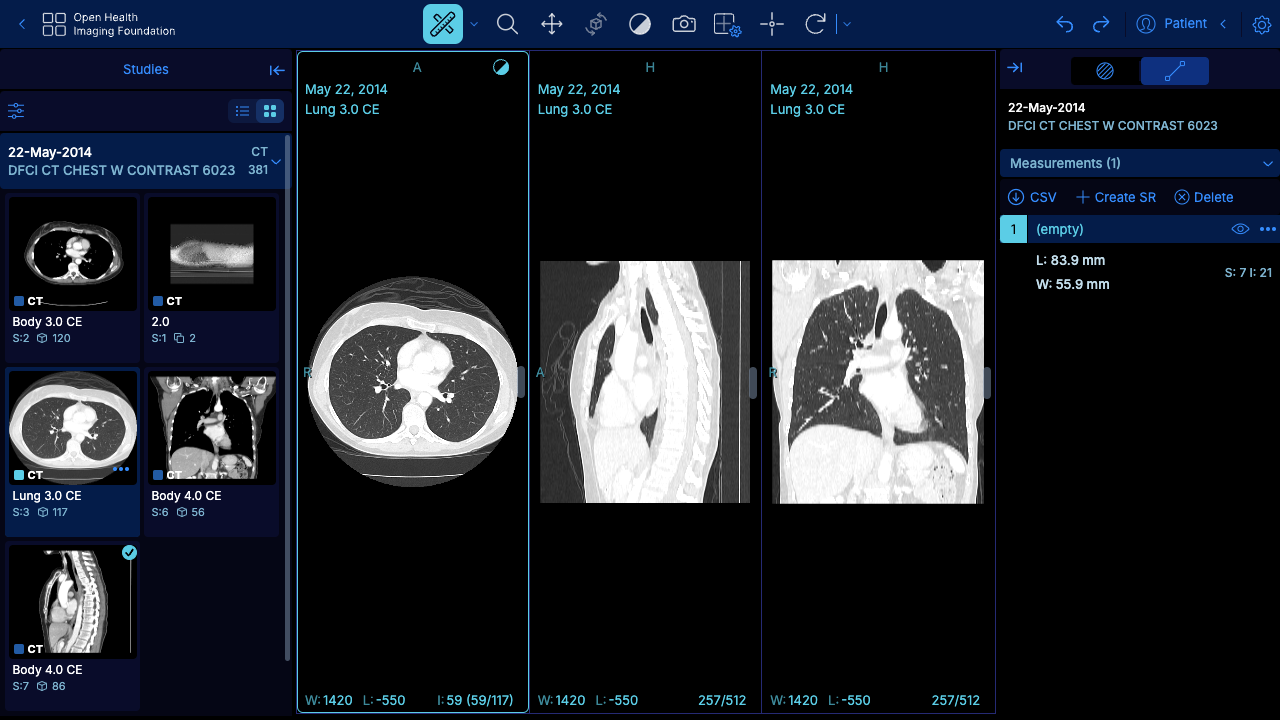 Open Health
Imaging Foundation
Patient
Studies
22-May-2014
CT
DFCI CT CHEST W CONTRAST 6023
381
CT
Body 3.0 CE
S:2 120
CT
2.0
S:1 2
CT
Lung 3.0 CE
S:3 117
CT
Body 4.0 CE
S:6 56
CT
Body 4.0 CE
S:7 86
A
May 22, 2014
Lung 3.0 CE
R
W: 1420 L: -550 I: 59 (59/117)
H
May 22, 2014
Lung 3.0 CE
A
W: 1420 L: -550 257/512
H
May 22, 2014
Lung 3.0 CE
R
W: 1420 L: -550 257/512
22-May-2014
DFCI CT CHEST W CONTRAST 6023
Measurements (1)
CSV Create SR Delete
1 (empty)
L: 83.9 mm
S: 7 I: 21
W: 55.9 mm